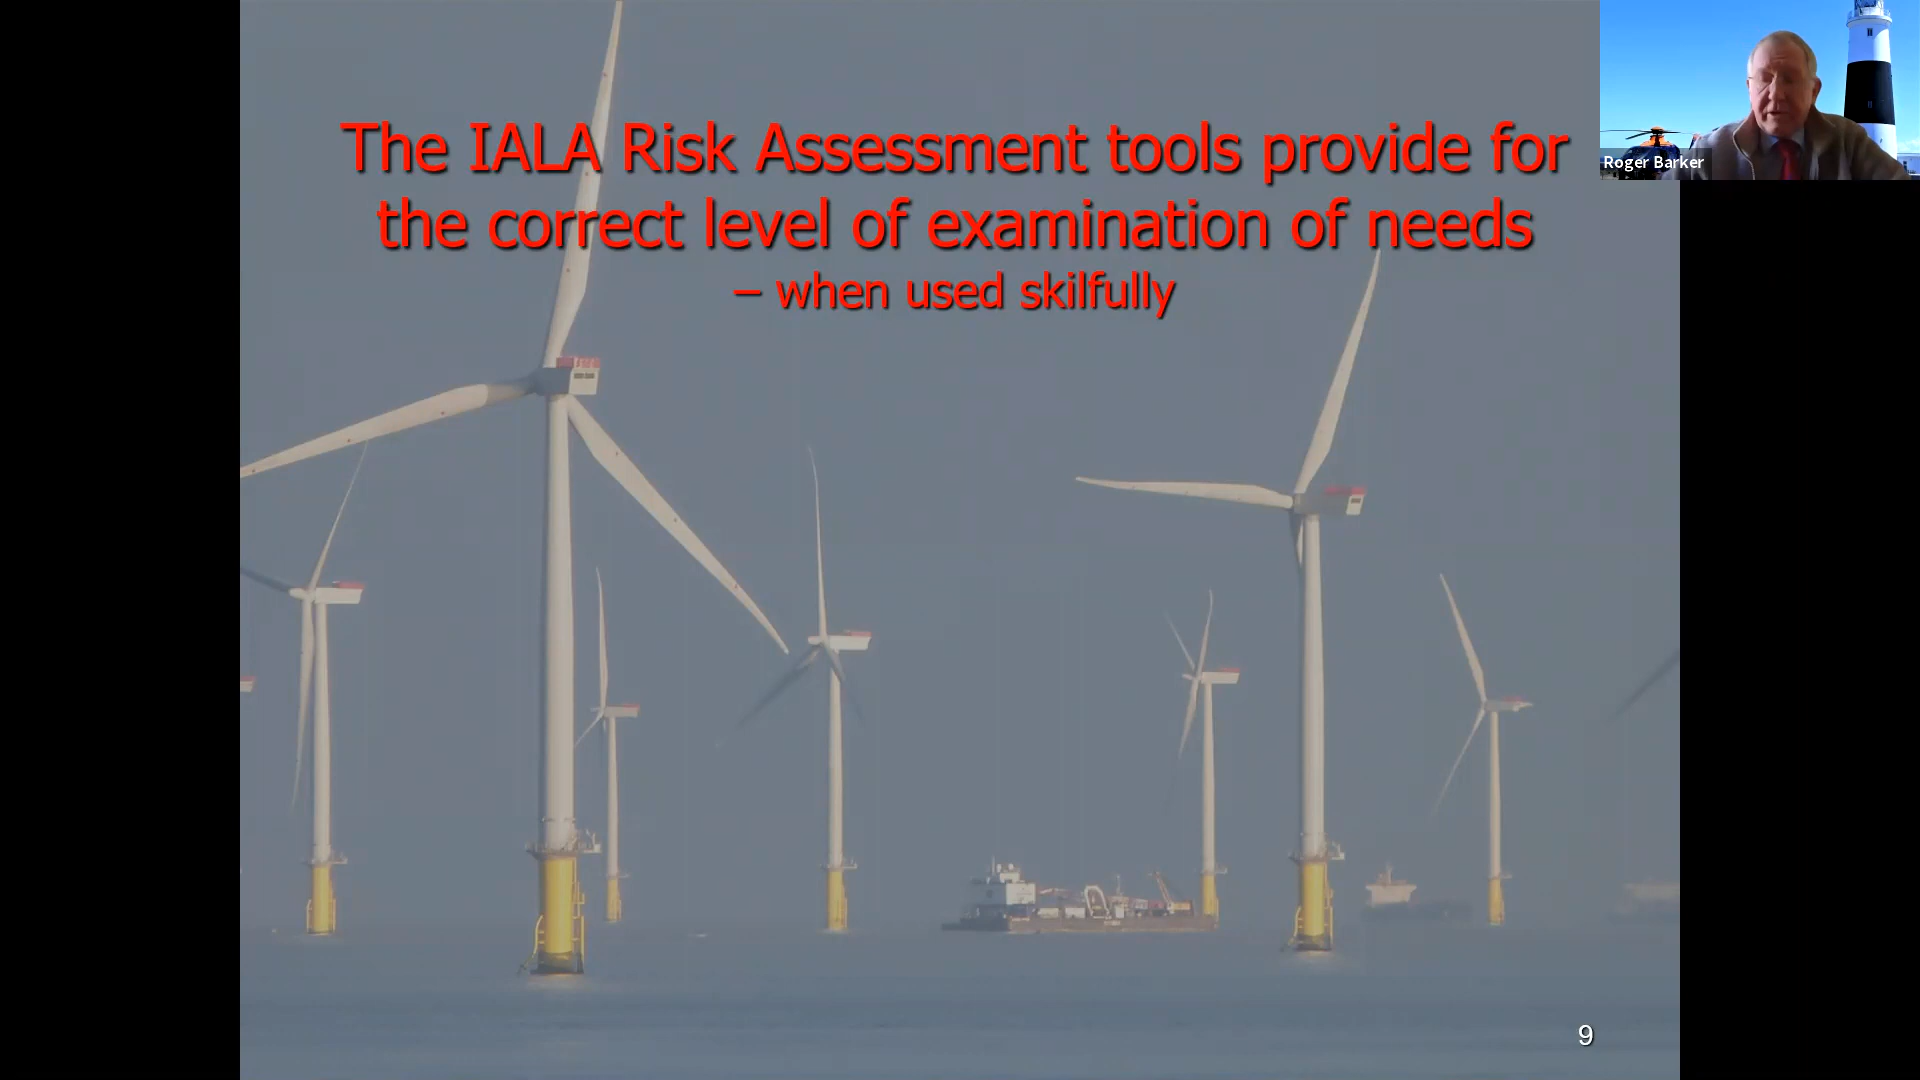 The IALA Risk Assessment tools provide for
the correct level of examination of needs
– when used skilfully
Roger Barker
9